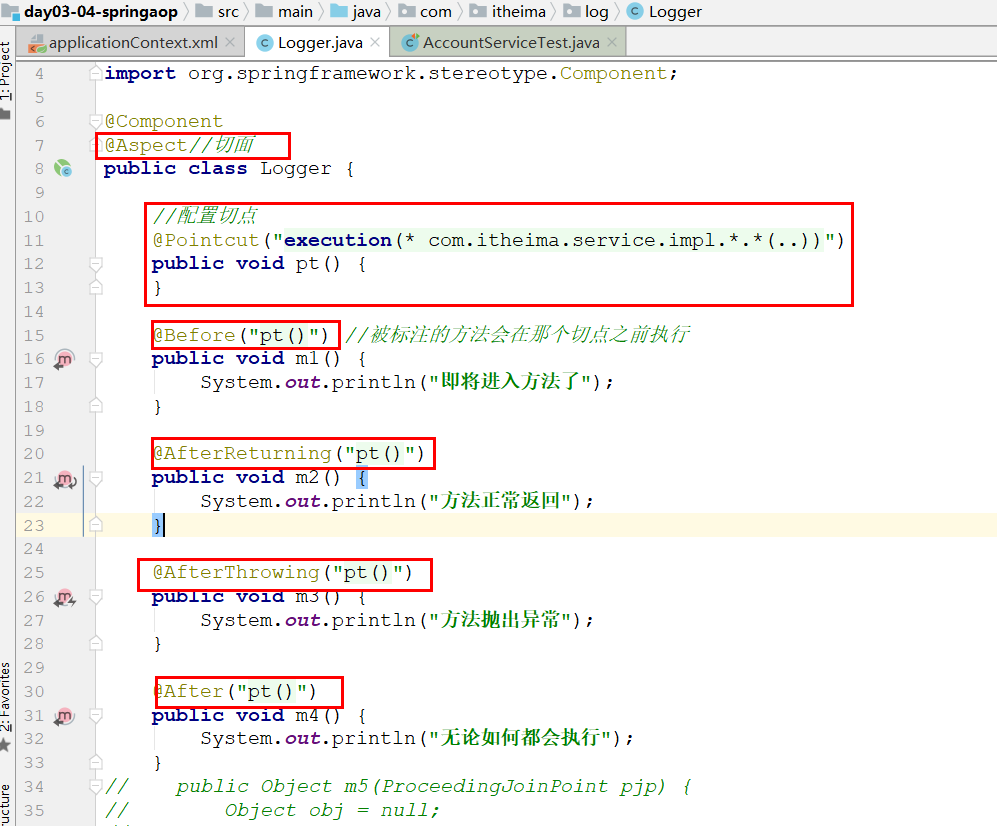 day03-04-springaop src main java com itheima log Logger
applicationContext.xml Logger.java AccountServiceTest.java
1: Project
4 import org.springframework.stereotype.Component;
5
6 @Component
7 @Aspect//切面
8 public class Logger {
9
10 //配置切点
11 @Pointcut("execution(* com.itheima.service.impl.*.*(..))")
12 public void pt() {
13 }
14
15 @Before("pt()") //被标注的方法会在那个切点之前执行
16 public void m1() {
17 System.out.println("即将进入方法了");
18 }
19
20 @AfterReturning("pt()")
21 public void m2() {
22 System.out.println("方法正常返回");
23 }
24
25 @AfterThrowing("pt()")
26 public void m3() {
27 System.out.println("方法抛出异常");
28 }
29
30 @After("pt()")
31 public void m4() {
32 System.out.println("无论如何都会执行");
33 }
34 // public Object m5(ProceedingJoinPoint pjp) {
35 // Object obj = null;
2: Favorites